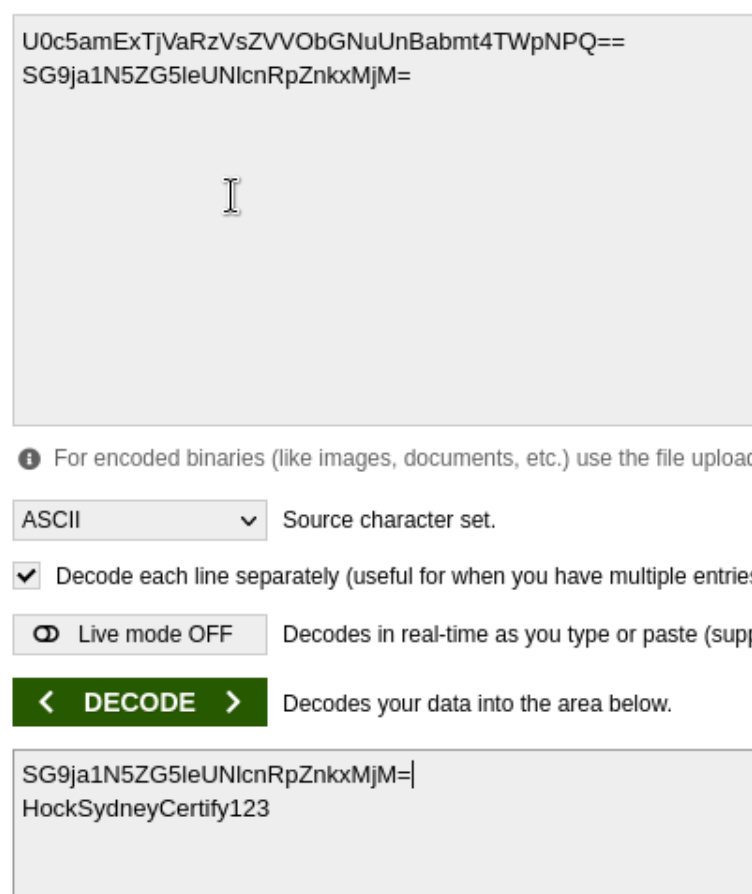 U0c5amExTjVaRzVsZVVObGNuUnBabmt4TWpNPQ==
SG9ja1N5ZG5leUNlcnRpZnkxMjM=
For encoded binaries (like images, documents, etc.) use the file upload
ASCII Source character set.
Decode each line separately (useful for when you have multiple entries
Live mode OFF Decodes in real-time as you type or paste (supp
< DECODE > Decodes your data into the area below.
SG9ja1N5ZG5leUNlcnRpZnkxMjM=
HockSydneyCertify123